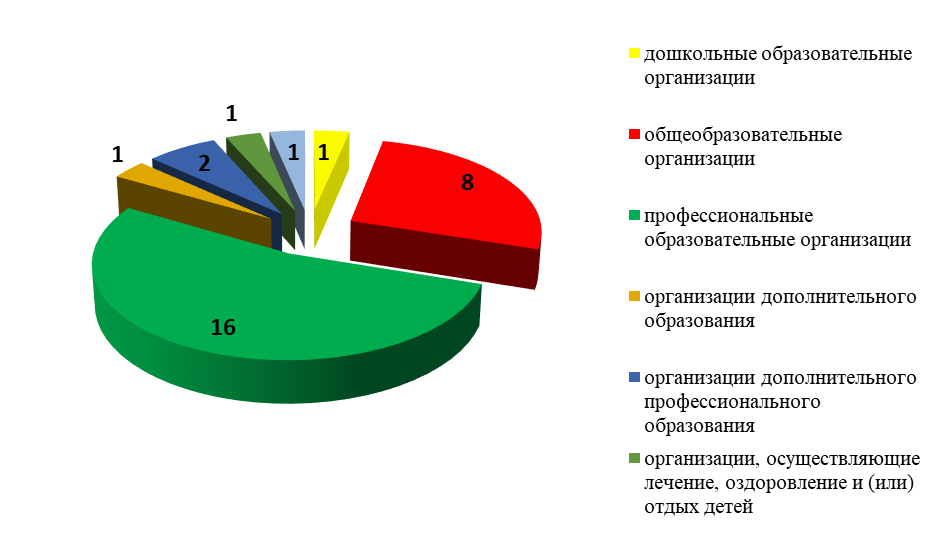 1
1
2
1
1
8
16
дошкольные образовательные
организации
общеобразовательные
организации
профессиональные
образовательные организации
организации дополнительного
образования
организации дополнительного
профессионального
образования
организации, осуществляющие
лечение, оздоровление и (или)
отдых детей